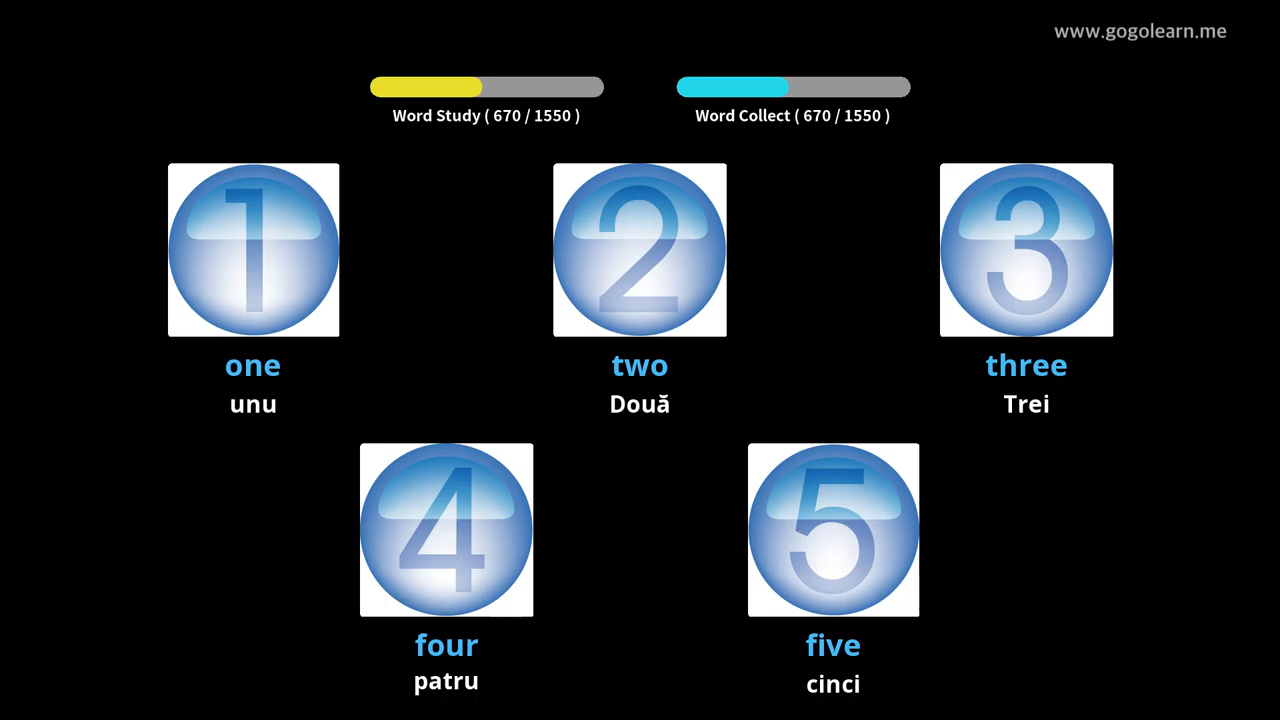 www.gogolearn.me
Word Study ( 670 / 1550 )
Word Collect ( 670 / 1550 )
1
2
3
one
two
three
unu
Două
Trei
4
5
four
five
patru
cinci